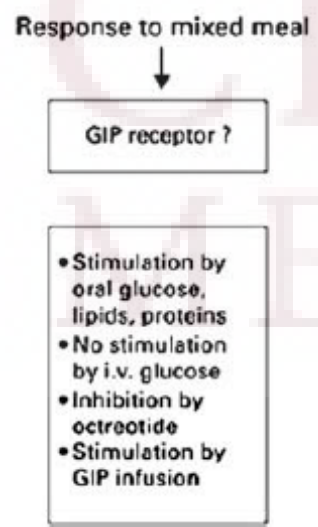 Response to mixed meal
GIP receptor ?
• Stimulation by
oral glucose,
lipids, proteins
• No stimulation
by i.v. glucose
• Inhibition by
octreotide
• Stimulation by
GIP infusion